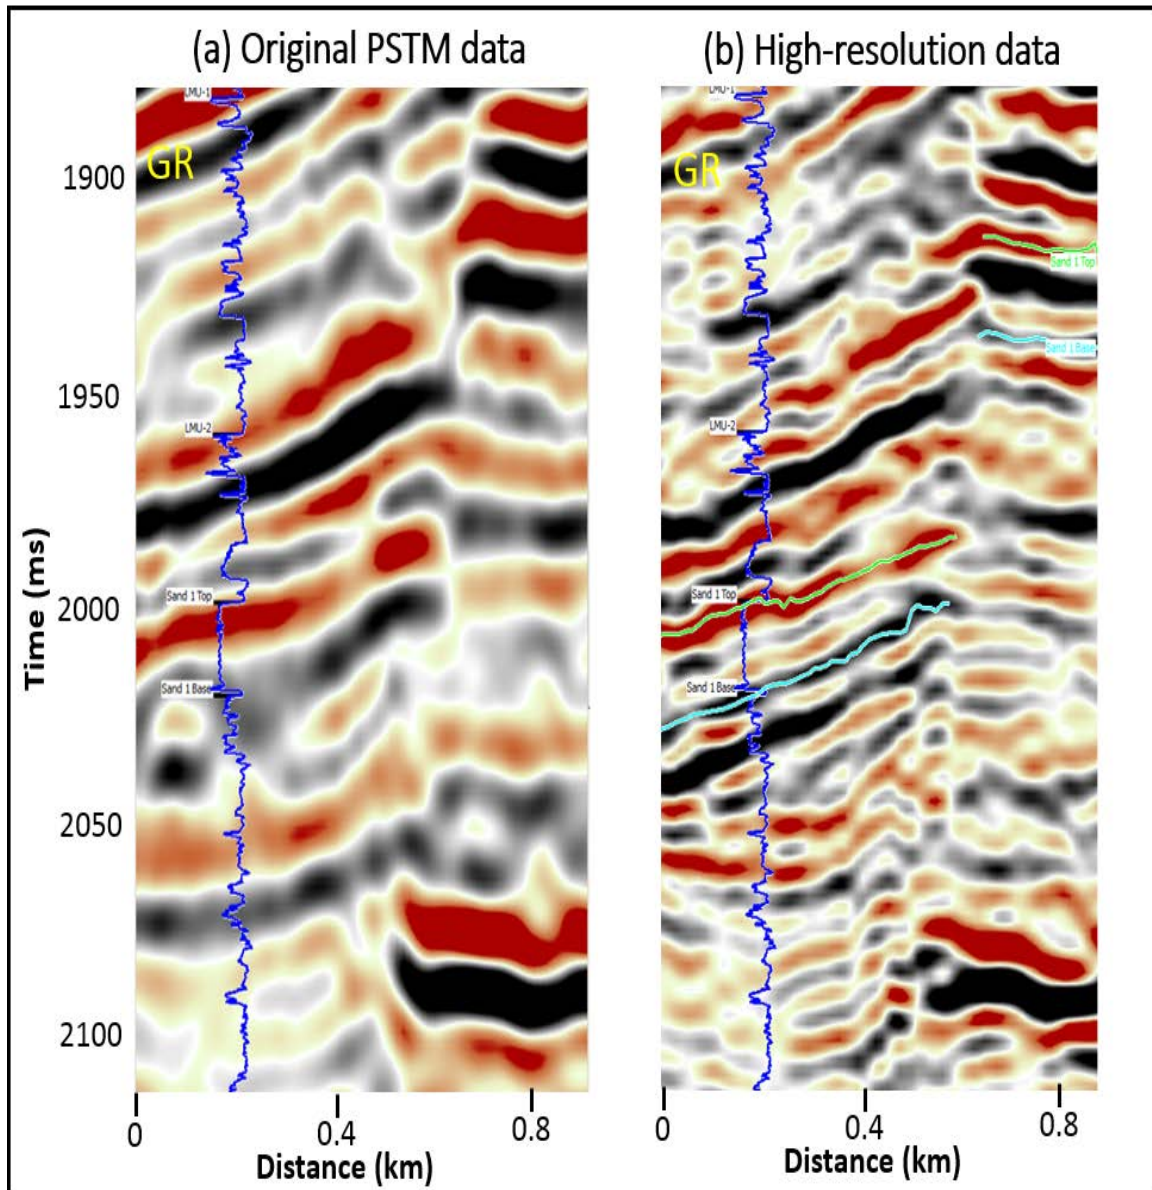 (a) Original PSTM data
(b) High-resolution data
LMU-1
GR
LMU-2
Sand 1 Top
Sand 1 Base
LMU-1
GR
Sand 1 Top
Sand 1 Base
LMU-2
Sand 1 Top
Sand 1 Base
1900
1950
2000
2050
2100
Time (ms)
0
0.4
0.8
Distance (km)
0
0.4
0.8
Distance (km)